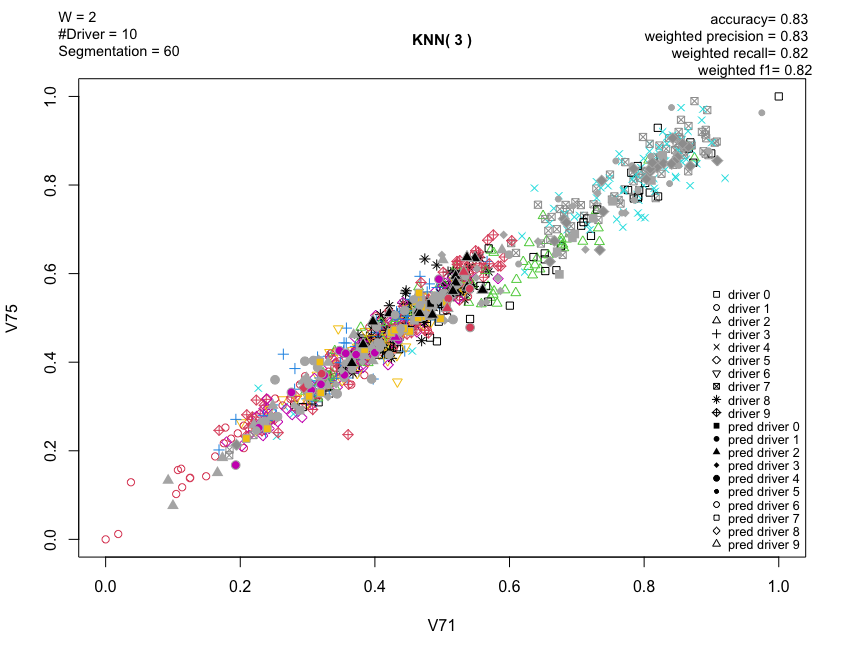 W = 2
#Driver = 10
Segmentation = 60
KNN( 3 )
accuracy= 0.83
weighted precision = 0.83
weighted recall= 0.82
weighted f1= 0.82
1.0
0.8
0.6
0.4
0.2
0.0
V75
driver 0
driver 1
driver 2
driver 3
driver 4
driver 5
driver 6
driver 7
driver 8
driver 9
pred driver 0
pred driver 1
pred driver 2
pred driver 3
pred driver 4
pred driver 5
pred driver 6
pred driver 7
pred driver 8
pred driver 9
0.0 0.2 0.4 0.6 0.8 1.0
V71